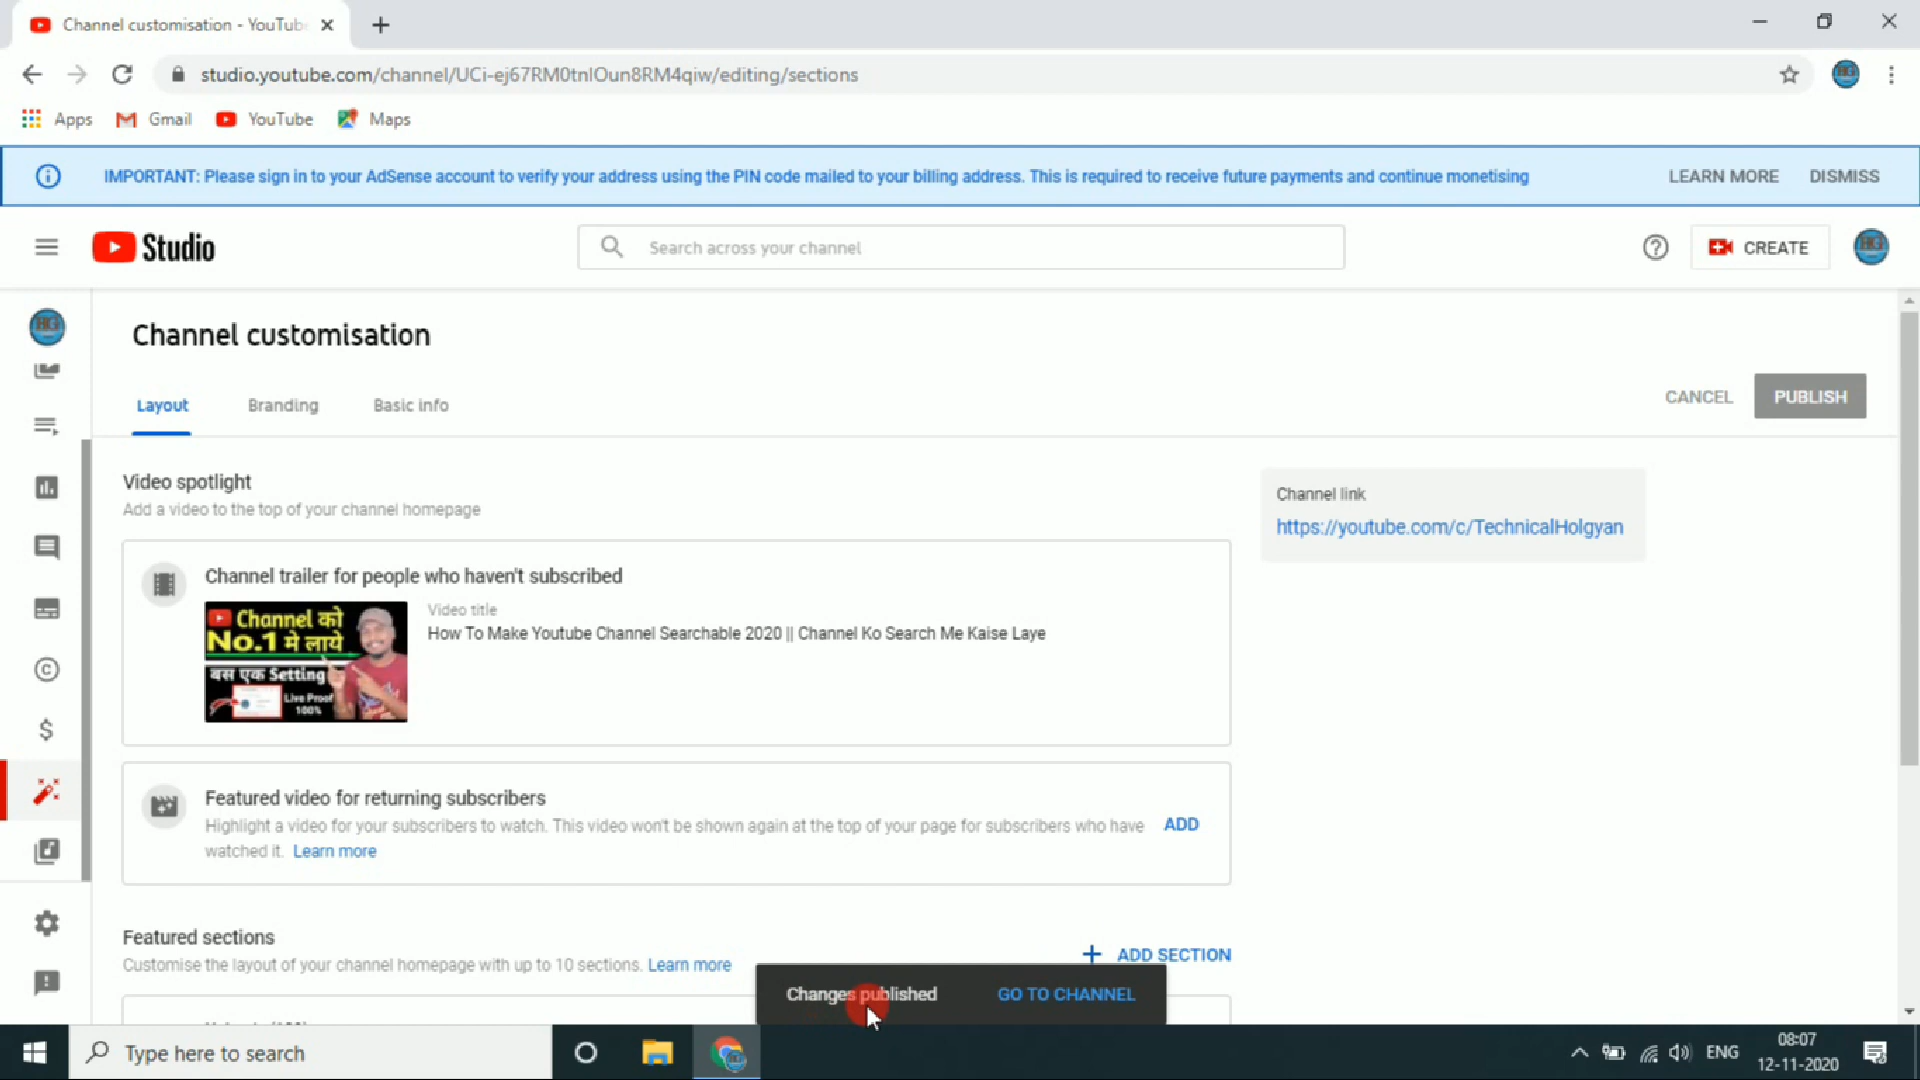 Channel customisation - YouTube
studio.youtube.com/channel/UCi-ej67RM0tnIOun8RM4qiw/editing/sections
Apps Gmail YouTube Maps
IMPORTANT: Please sign in to your AdSense account to verify your address using the PIN code mailed to your billing address. This is required to receive future payments and continue monetising LEARN MORE DISMISS
Studio Search across your channel CREATE
Channel customisation
Layout Branding Basic info CANCEL PUBLISH
Video spotlight
Add a video to the top of your channel homepage
Channel link
https://youtube.com/c/TechnicalHolgyan
Channel trailer for people who haven't subscribed
Channel को
No.1 मे लाये
बस एक Setting
Live Proof
100%
Video title
How To Make Youtube Channel Searchable 2020 || Channel Ko Search Me Kaise Laye
Featured video for returning subscribers
Highlight a video for your subscribers to watch. This video won't be shown again at the top of your page for subscribers who have ADD
watched it. Learn more
Featured sections
Customise the layout of your channel homepage with up to 10 sections. Learn more
+ ADD SECTION
Changes published GO TO CHANNEL
Type here to search
ENG
08:07
12-11-2020